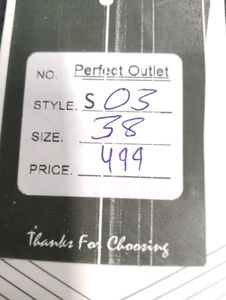 NO. Perfect Outlet
STYLE. S 03
SIZE. 38
PRICE. 499
Thanks For Choosing